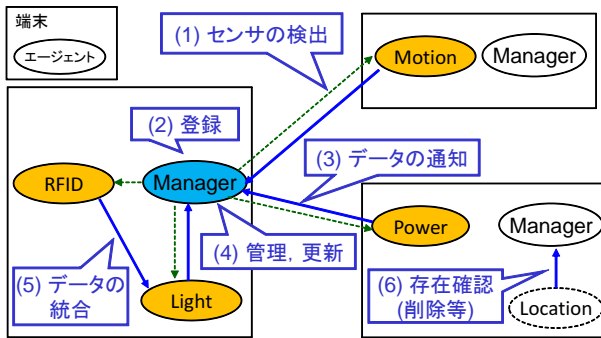 端末
エージェント
(1) センサの検出
Motion
Manager
(2) 登録
RFID
Manager
(3) データの通知
Power
Manager
(4) 管理, 更新
(5) データの
統合
Light
(6) 存在確認
(削除等)
Location